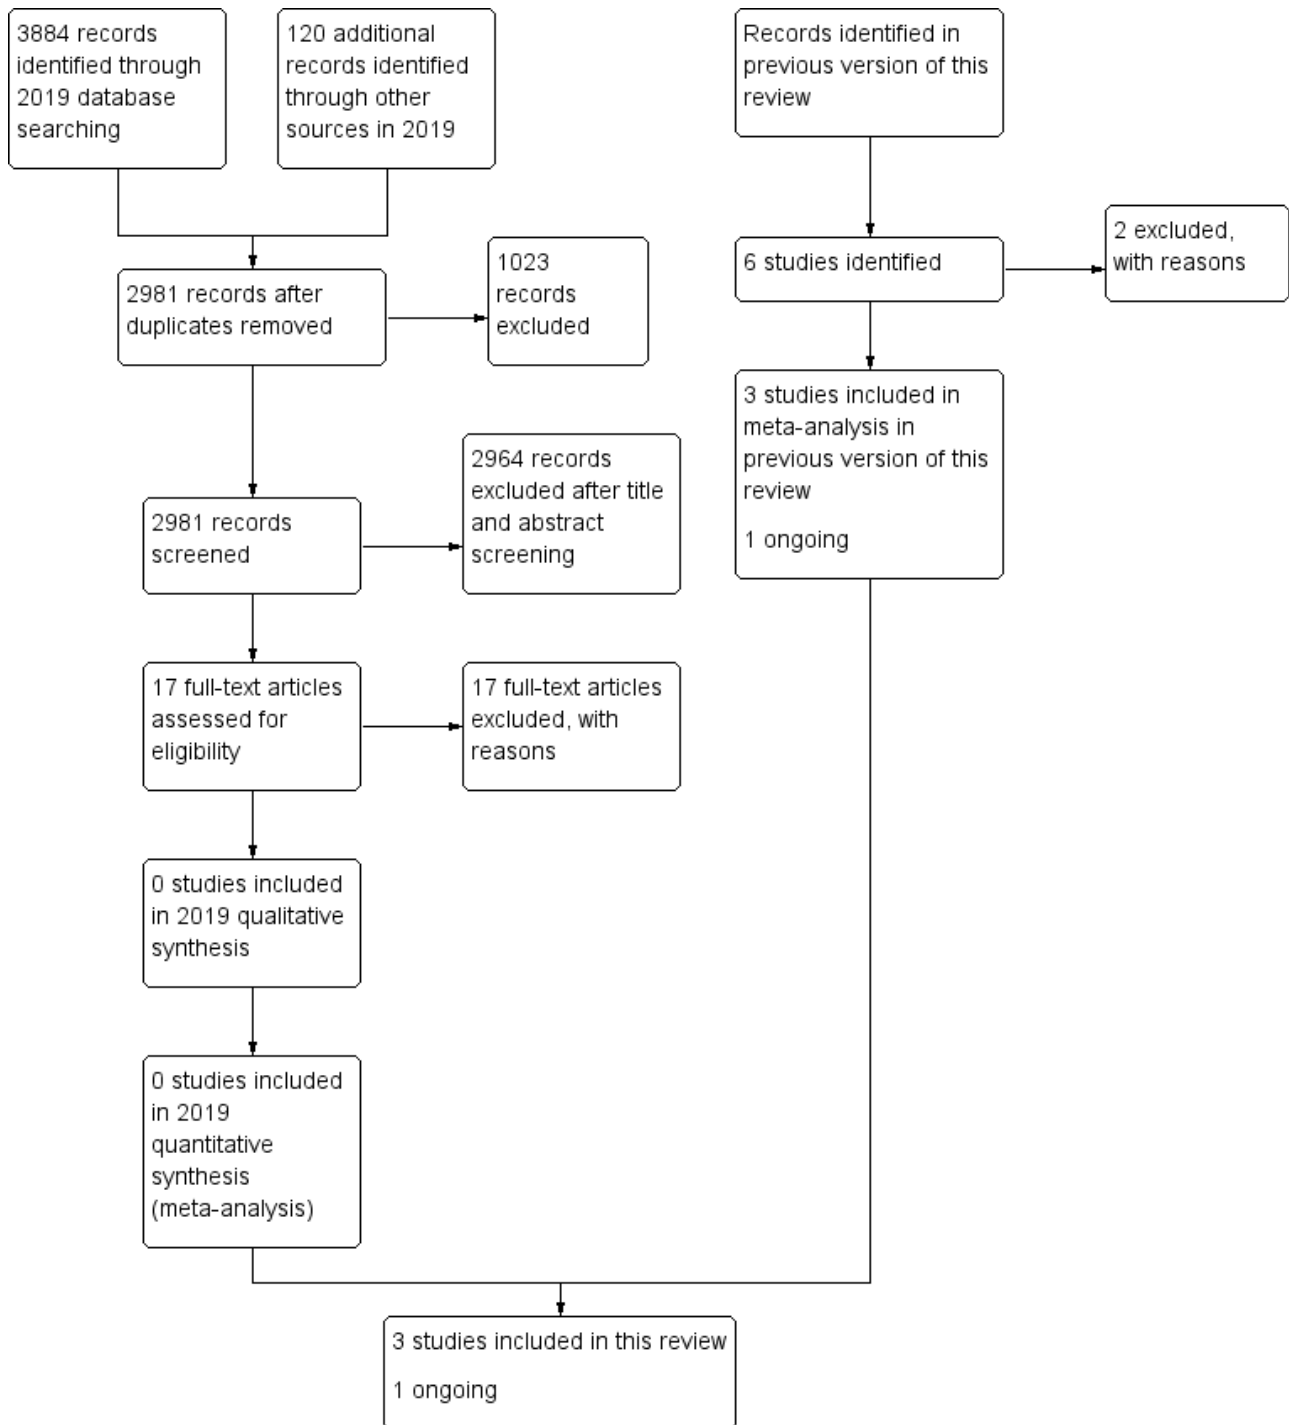 3884 records
identified through
2019 database
searching
120 additional
records identified
through other
sources in 2019
Records identified in
previous version of this
review
2981 records after
duplicates removed
1023
records
excluded
6 studies identified
2 excluded,
with reasons
2981 records
screened
2964 records
excluded after title
and abstract
screening
3 studies included in
meta-analysis in
previous version of this
review
1 ongoing
17 full-text articles
assessed for
eligibility
17 full-text articles
excluded, with
reasons
0 studies included
in 2019 qualitative
synthesis
0 studies included
in 2019
quantitative
synthesis
(meta-analysis)
3 studies included in this review
1 ongoing